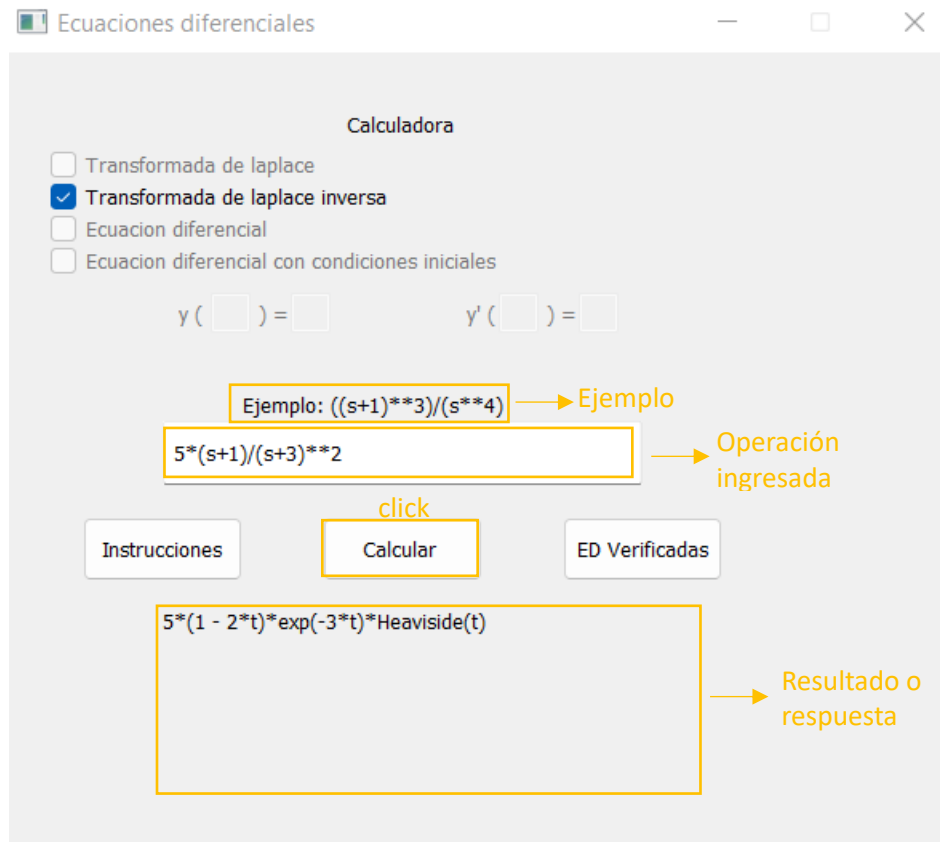 Ecuaciones diferenciales
Calculadora
Transformada de laplace
Transformada de laplace inversa
Ecuacion diferencial
Ecuacion diferencial con condiciones iniciales
y ( ) = y' ( ) =
Ejemplo: ((s+1)**3)/(s**4) Ejemplo
5*(s+1)/(s+3)**2 Operación
ingresada
click
Instrucciones Calcular ED Verificadas
5*(1 - 2*t)*exp(-3*t)*Heaviside(t)
Resultado o
respuesta